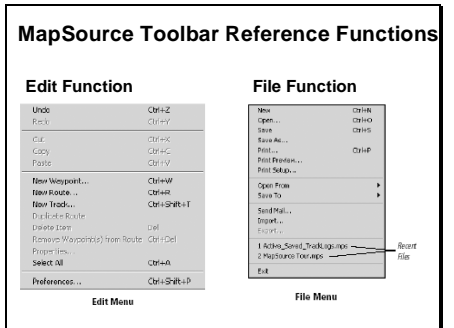 MapSource Toolbar Reference Functions
Edit Function
Undo Ctrl+Z
Redo Ctrl+Y
Cut Ctrl+X
Copy Ctrl+C
Paste Ctrl+V
New Waypoint... Ctrl+W
New Route... Ctrl+R
New Track... Ctrl+Shift+T
Duplicate Route
Delete Item Del
Remove Waypoint(s) from Route Ctrl+Del
Properties...
Select All Ctrl+A
Preferences... Ctrl+Shift+P
Edit Menu
File Function
New Ctrl+N
Open... Ctrl+O
Save Ctrl+S
Save As...
Print... Ctrl+P
Print Preview...
Print Setup...
Open From
Save To
Send Mail...
Import...
Export...
1 Active_Saved_TrackLogs.mps
2 MapSource Tour.mps
Recent
Files
Exit
File Menu